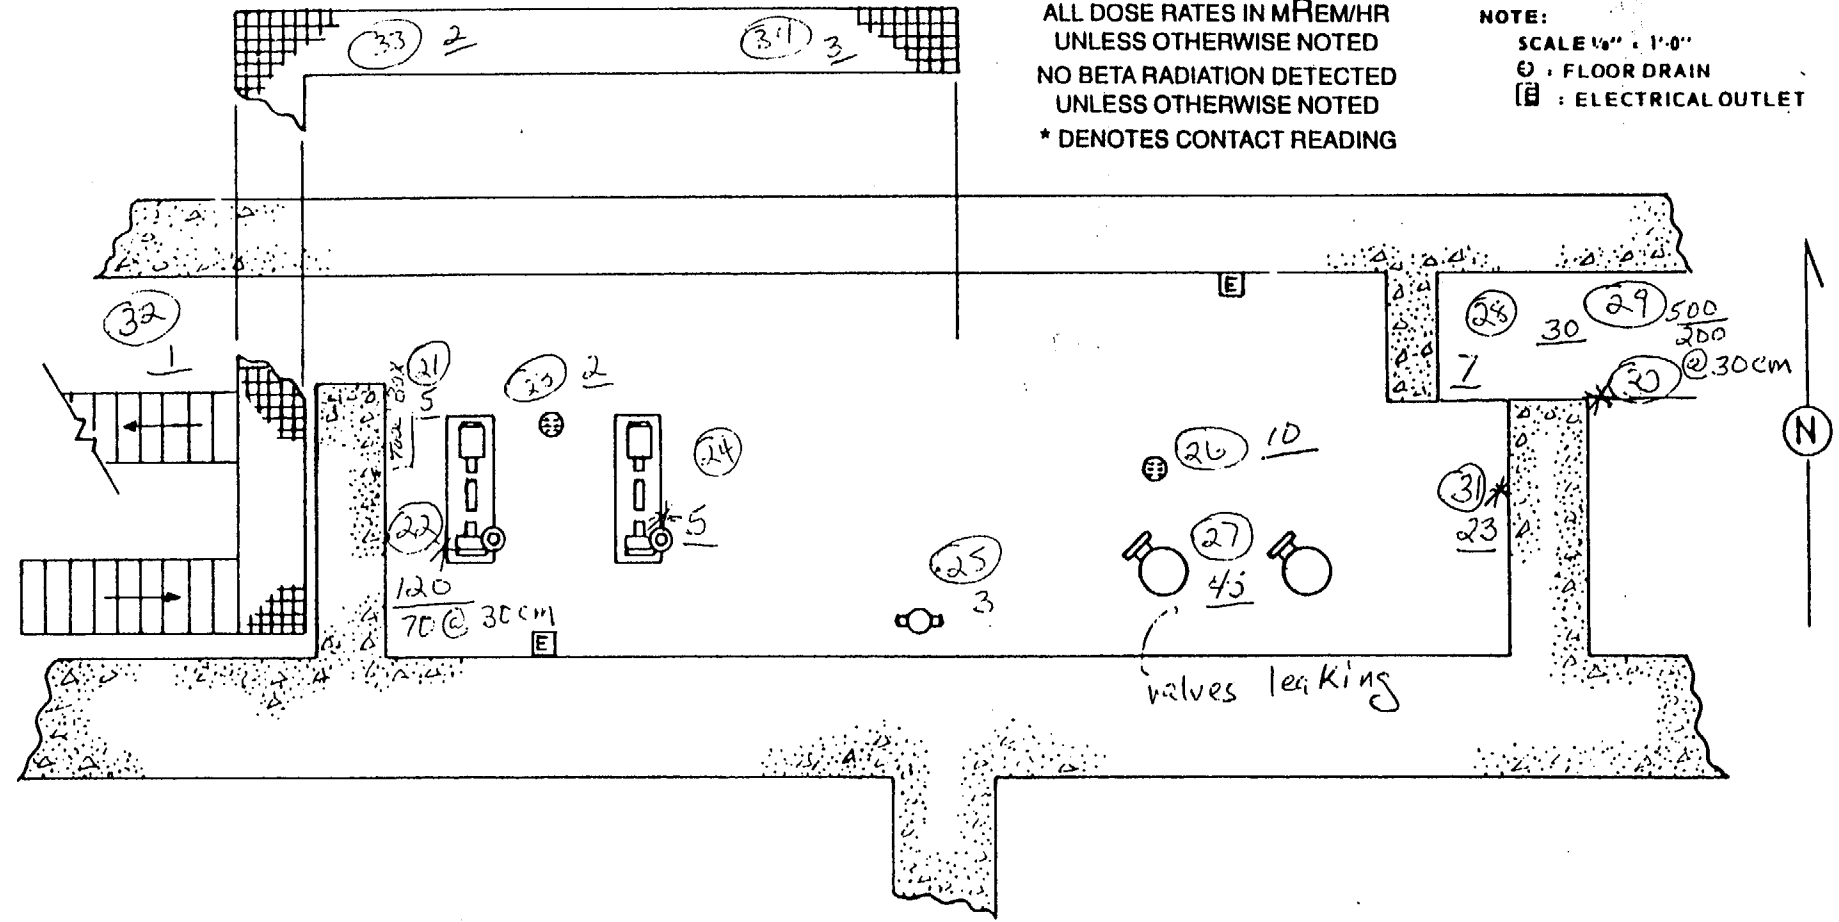 ALL DOSE RATES IN MREM/HR
UNLESS OTHERWISE NOTED
NO BETA RADIATION DETECTED
UNLESS OTHERWISE NOTED
* DENOTES CONTACT READING
NOTE:
SCALE 1/8" = 1'-0"
: FLOOR DRAIN
E : ELECTRICAL OUTLET
33 2
34 3
E
32
1
21
5
2
28
7
30
29
500
200
@ 30cm
30
N
24
26 10
31
23
22
5
120
70 @ 30cm
27
45
25
3
E
valves leaking